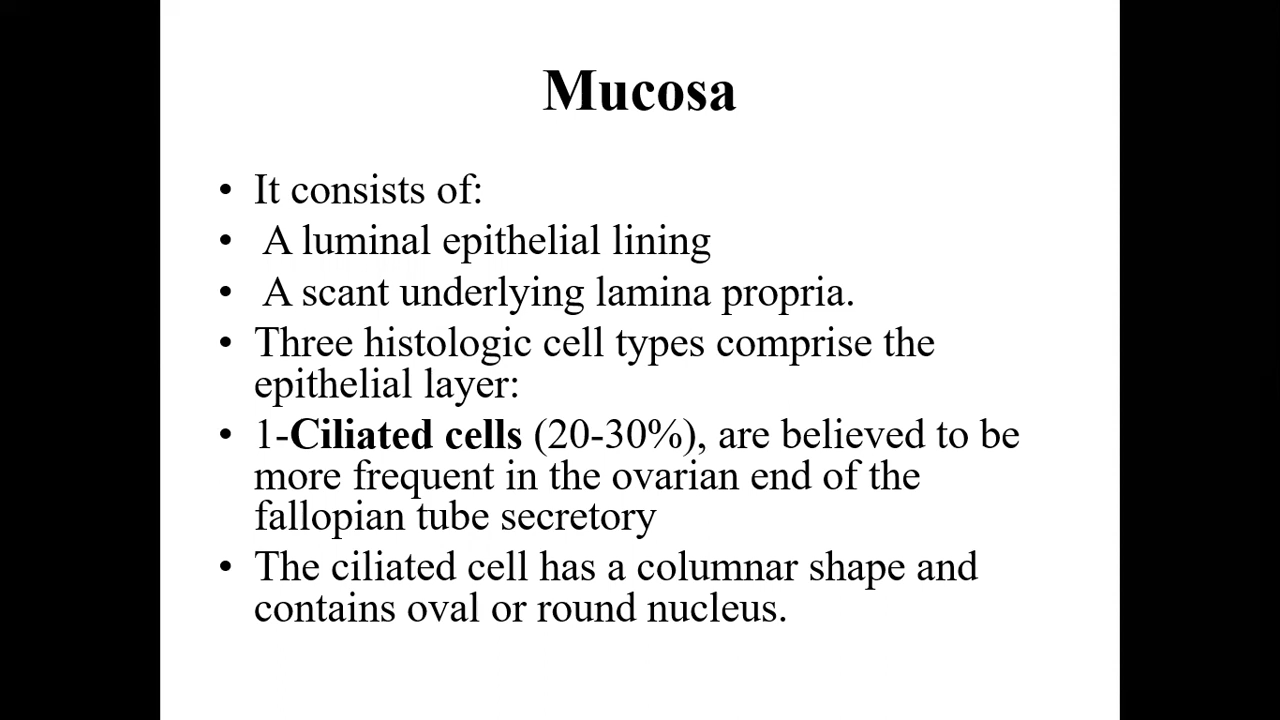 Mucosa
• It consists of:
• A luminal epithelial lining
• A scant underlying lamina propria.
• Three histologic cell types comprise the
epithelial layer:
• 1-Ciliated cells (20-30%), are believed to be
more frequent in the ovarian end of the
fallopian tube secretory
• The ciliated cell has a columnar shape and
contains oval or round nucleus.